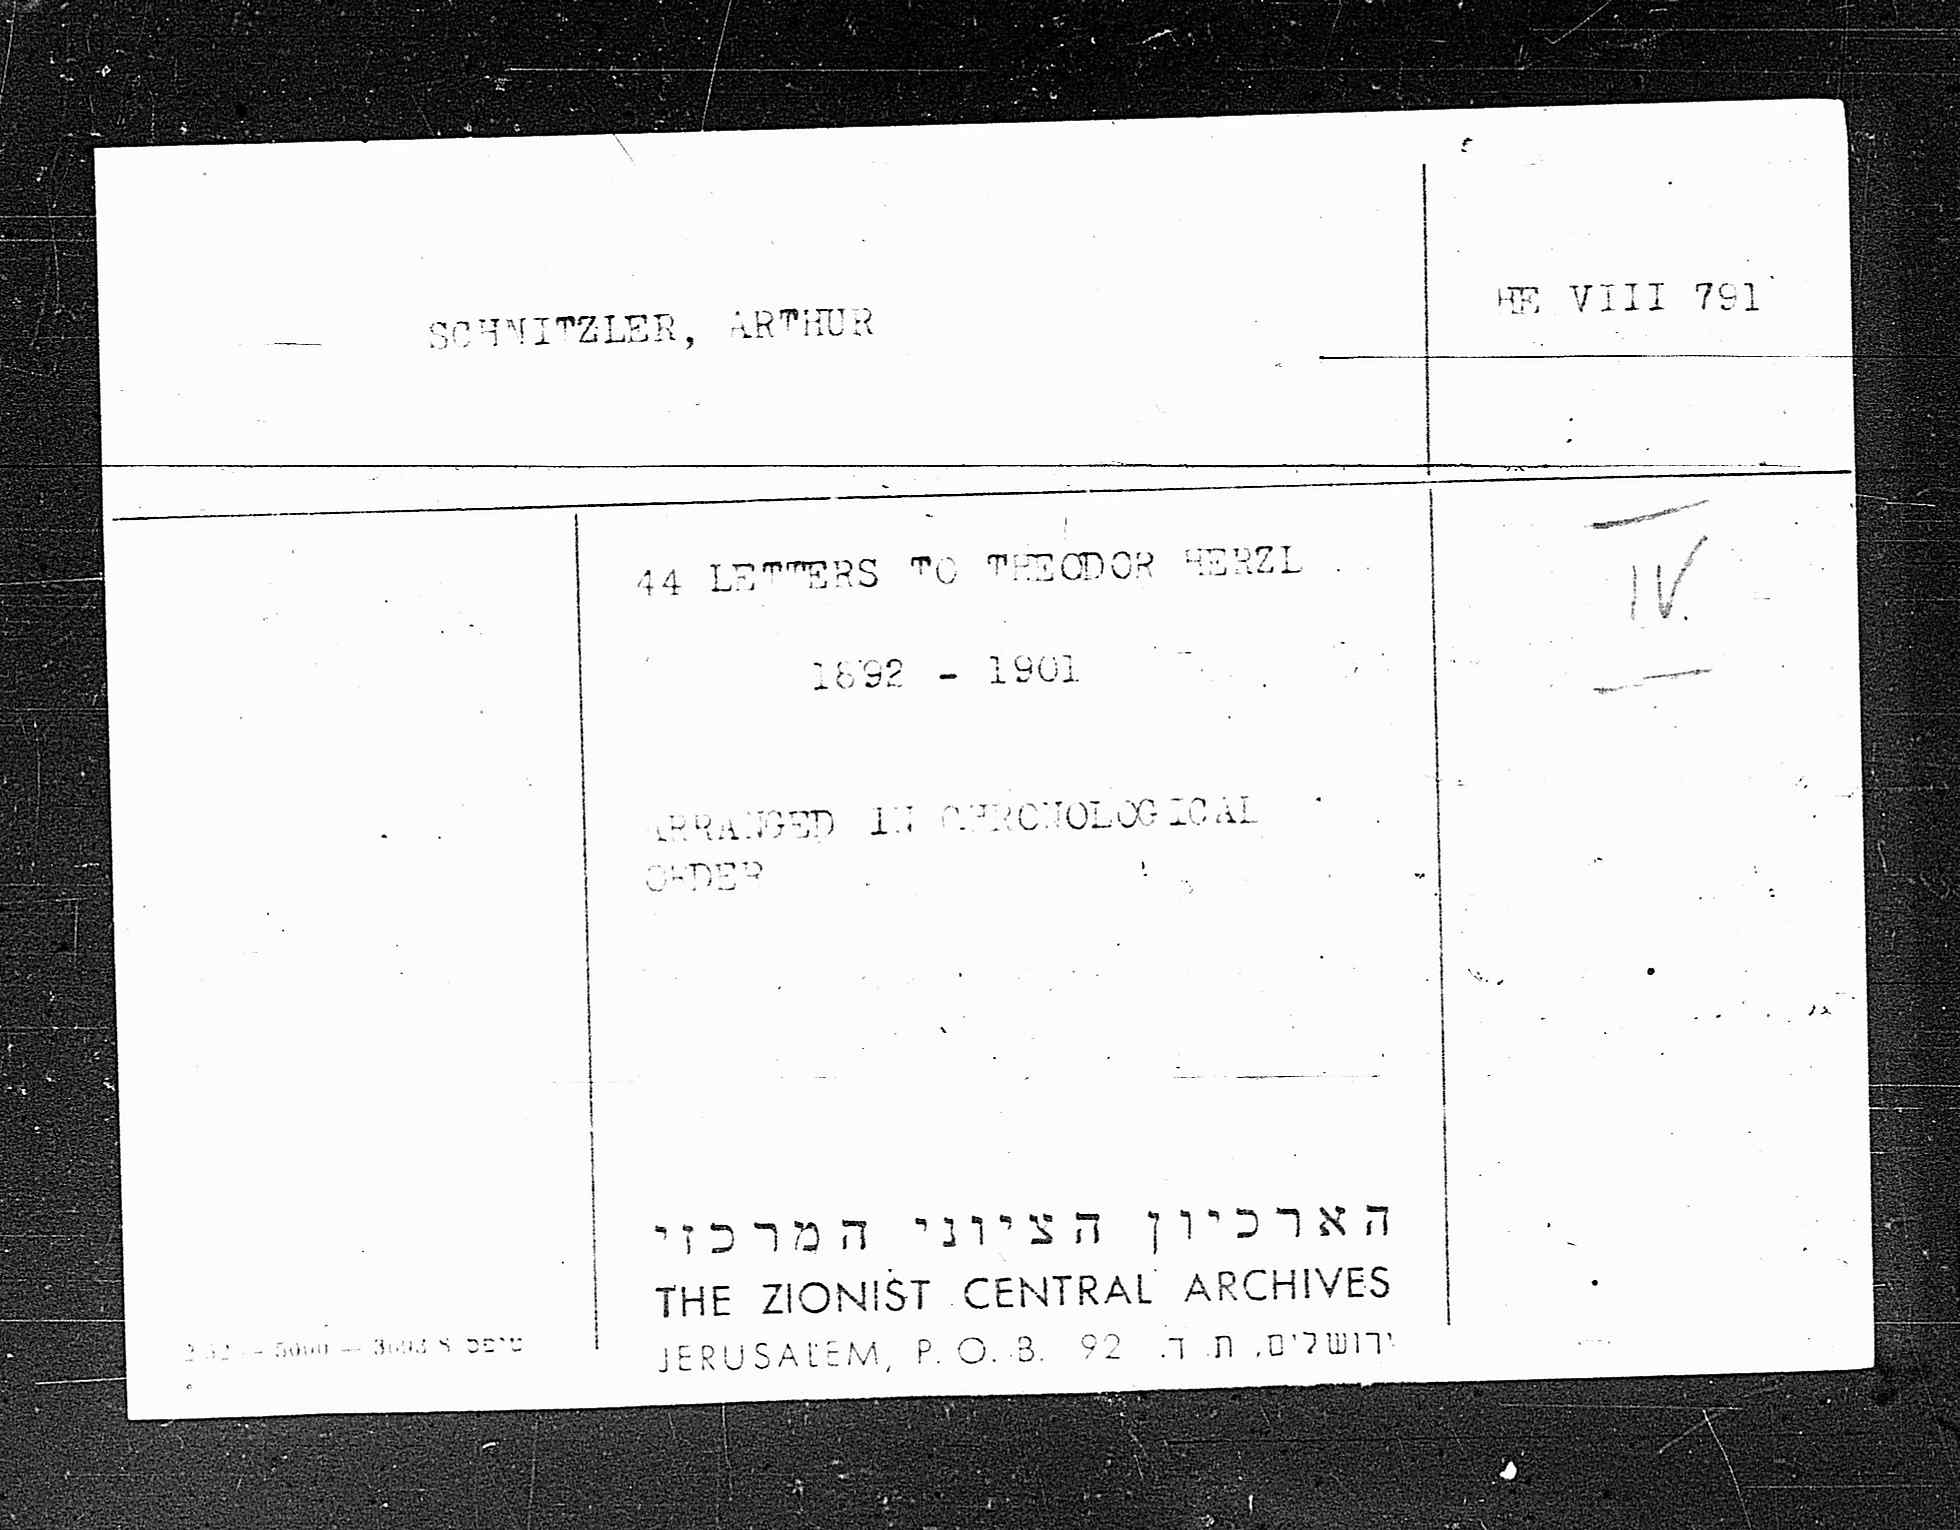 SCHNITZLER, ARTHUR
HE VIII 791
44 LETTERS TO THEODOR HERZL
IV.
1892 - 1901
ARRANGED IN CHRONOLOGICAL
ORDER
הארכיון הציוני המרכזי
THE ZIONIST CENTRAL ARCHIVES
JERUSALEM, P. O. B. 92 ירושלים, ת. ד.
טיפס